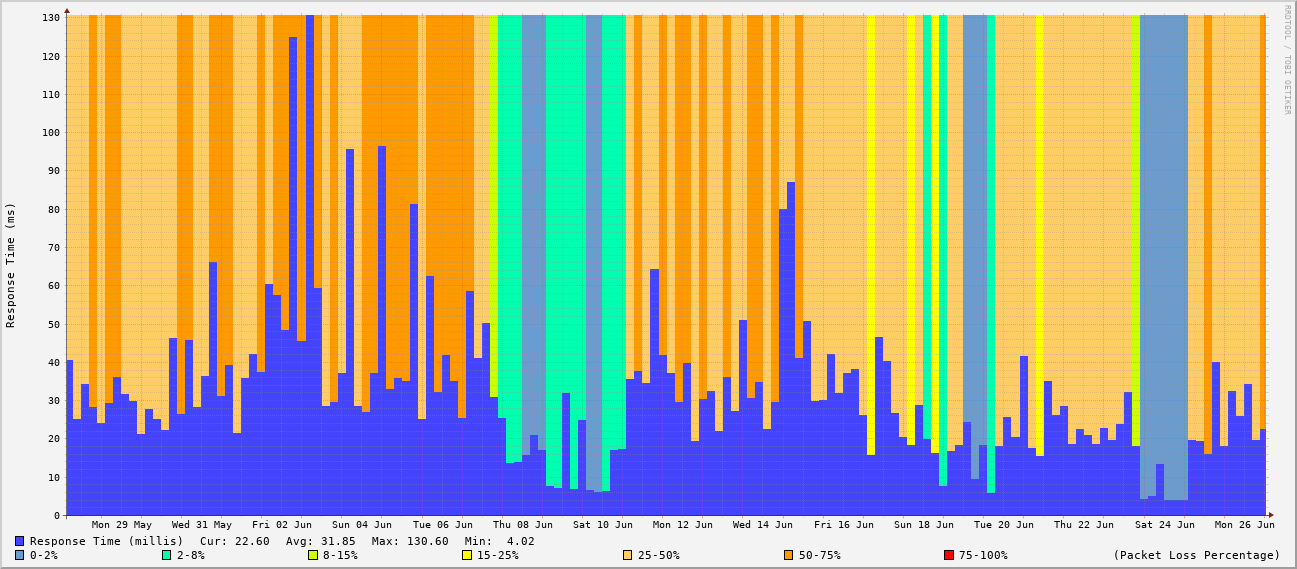 RRDTOOL / TOBI OETIKER
Response Time (ms)
130
120
110
100
90
80
70
60
50
40
30
20
10
0
Mon 29 May Wed 31 May Fri 02 Jun Sun 04 Jun Tue 06 Jun Thu 08 Jun Sat 10 Jun Mon 12 Jun Wed 14 Jun Fri 16 Jun Sun 18 Jun Tue 20 Jun Thu 22 Jun Sat 24 Jun Mon 26 Jun
Response Time (millis) Cur: 22.60 Avg: 31.85 Max: 130.60 Min: 4.02
0-2% 2-8% 8-15% 15-25% 25-50% 50-75% 75-100% (Packet Loss Percentage)